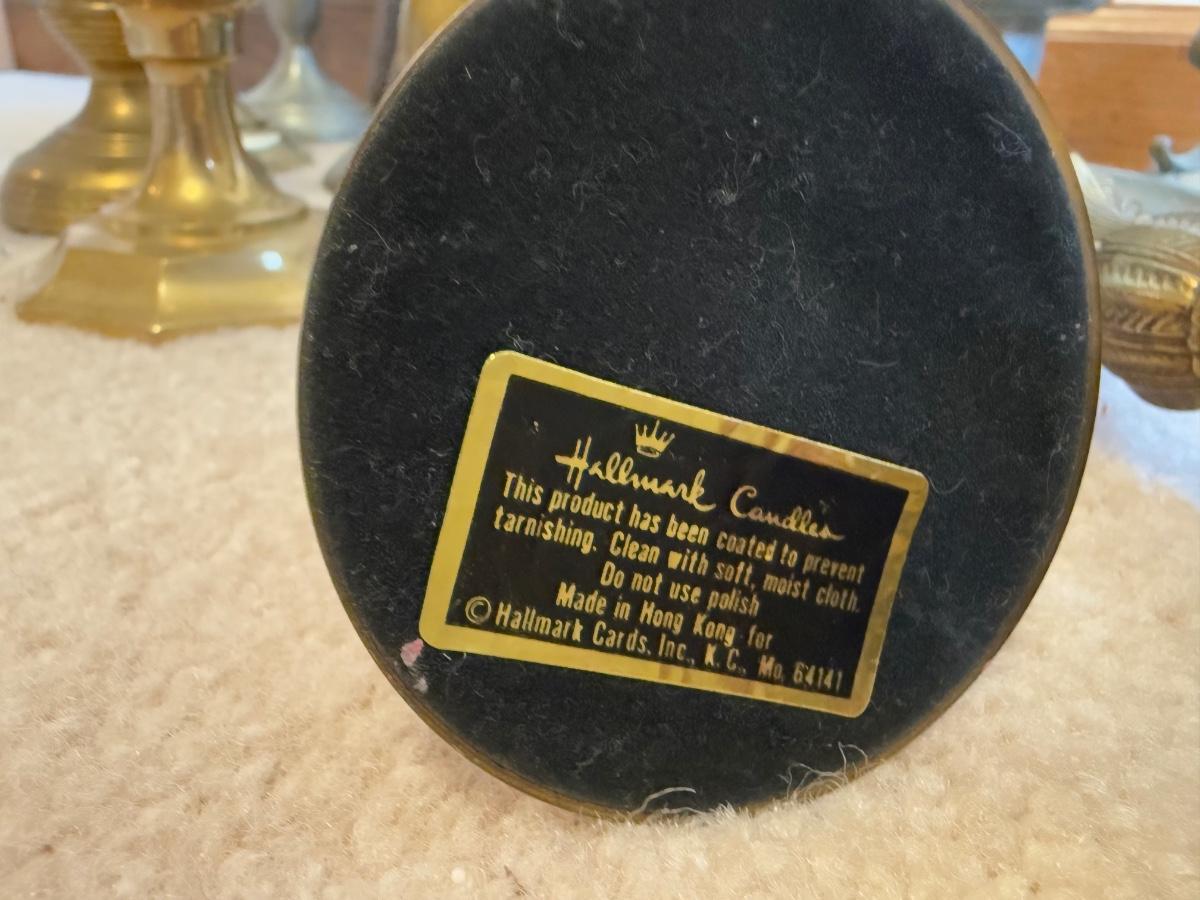 Hallmark Candles
This product has been coated to prevent
tarnishing. Clean with soft, moist cloth.
Do not use polish
Made in Hong Kong for
© Hallmark Cards, Inc., K.C., Mo. 64141